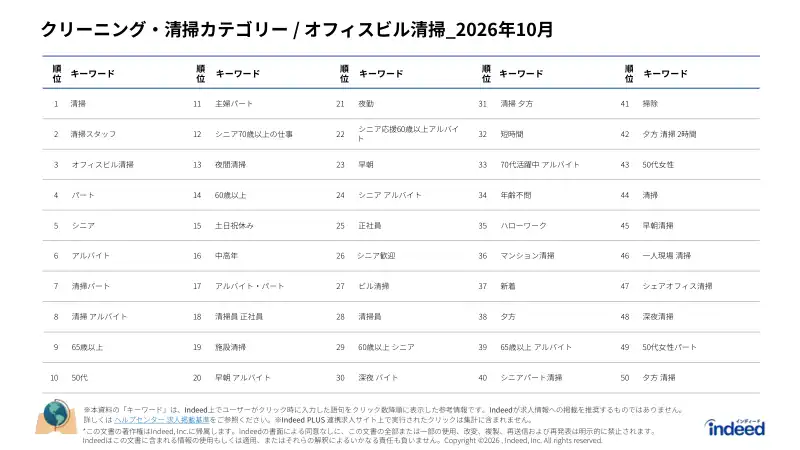 クリーニング・清掃カテゴリー / オフィスビル清掃_2026年10月
順位 キーワード 順位 キーワード 順位 キーワード 順位 キーワード 順位 キーワード
1 清掃 11 主婦パート 21 夜勤 31 清掃 夕方 41 掃除
2 清掃スタッフ 12 シニア70歳以上の仕事 22 シニア応援60歳以上アルバイト 32 短時間 42 夕方 清掃 2時間
3 オフィスビル清掃 13 夜間清掃 23 早朝 33 70代活躍中 アルバイト 43 50代女性
4 パート 14 60歳以上 24 シニア アルバイト 34 年齢不問 44 清掃
5 シニア 15 土日祝休み 25 正社員 35 ハローワーク 45 早朝清掃
6 アルバイト 16 中高年 26 シニア歓迎 36 マンション清掃 46 一人現場 清掃
7 清掃パート 17 アルバイト・パート 27 ビル清掃 37 新着 47 シェアオフィス清掃
8 清掃 アルバイト 18 清掃員 正社員 28 清掃員 38 夕方 48 深夜清掃
9 65歳以上 19 施設清掃 29 60歳以上 シニア 39 65歳以上 アルバイト 49 50代女性パート
10 50代 20 早朝 アルバイト 30 深夜 バイト 40 シニアパート清掃 50 夕方 清掃
※本資料の「キーワード」は、Indeed上でユーザーがクリック時に入力した語句をクリック数降順に表示した参考情報です。Indeedが求人情報への掲載を推奨するものではありません。
詳しくは ヘルプセンター 求人掲載基準をご参照ください。※Indeed PLUS 連携求人サイト上で実行されたクリックは集計に含まれません。
*この文書の著作権はIndeed, Inc.に帰属します。Indeedの書面による同意なしに、この文書の全部または一部の使用、改変、複製、再送信および再発表は明示的に禁止されます。
Indeedはこの文書に含まれる情報の使用もしくは適用、またはそれらの解釈によるいかなる責任も負いません。Copyright ©2026 , Indeed, Inc. All rights reserved.
インディード
indeed